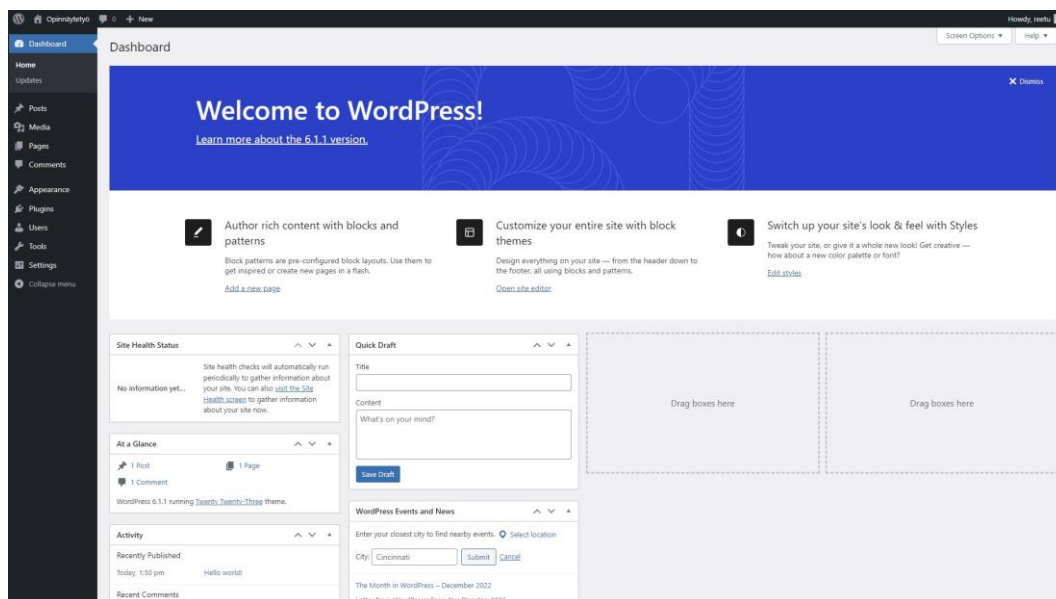 Opinnäytetyö 0 New
Howdy, reetu
Screen Options ▼ Help ▼
Dashboard
Home
Updates
Posts
Media
Pages
Comments
Appearance
Plugins
Users
Tools
Settings
Collapse menu
Dashboard
Dismiss
Welcome to WordPress!
Learn more about the 6.1.1 version.
Author rich content with blocks and
patterns
Block patterns are pre-configured block layouts. Use them to
get inspired or create new pages in a flash.
Add a new page
Customize your entire site with block
themes
Design everything on your site — from the header down to
the footer, all using blocks and patterns.
Open site editor
Switch up your site's look & feel with Styles
Tweak your site, or give it a whole new look! Get creative —
how about a new color palette or font?
Edit styles
Site Health Status
No information yet...
Site health checks will automatically run
periodically to gather information about
your site. You can also visit the Site
Health screen to gather information
about your site now.
At a Glance
1 Post 1 Page
1 Comment
WordPress 6.1.1 running Twenty Twenty-Three theme.
Activity
Recently Published
Today, 1:50 pm Hello world!
Recent Comments
Quick Draft
Title
Content
What's on your mind?
Save Draft
WordPress Events and News
Enter your closest city to find nearby events. Select location
City: Cincinnati Submit Cancel
The Month in WordPress – December 2022
Drag boxes here
Drag boxes here